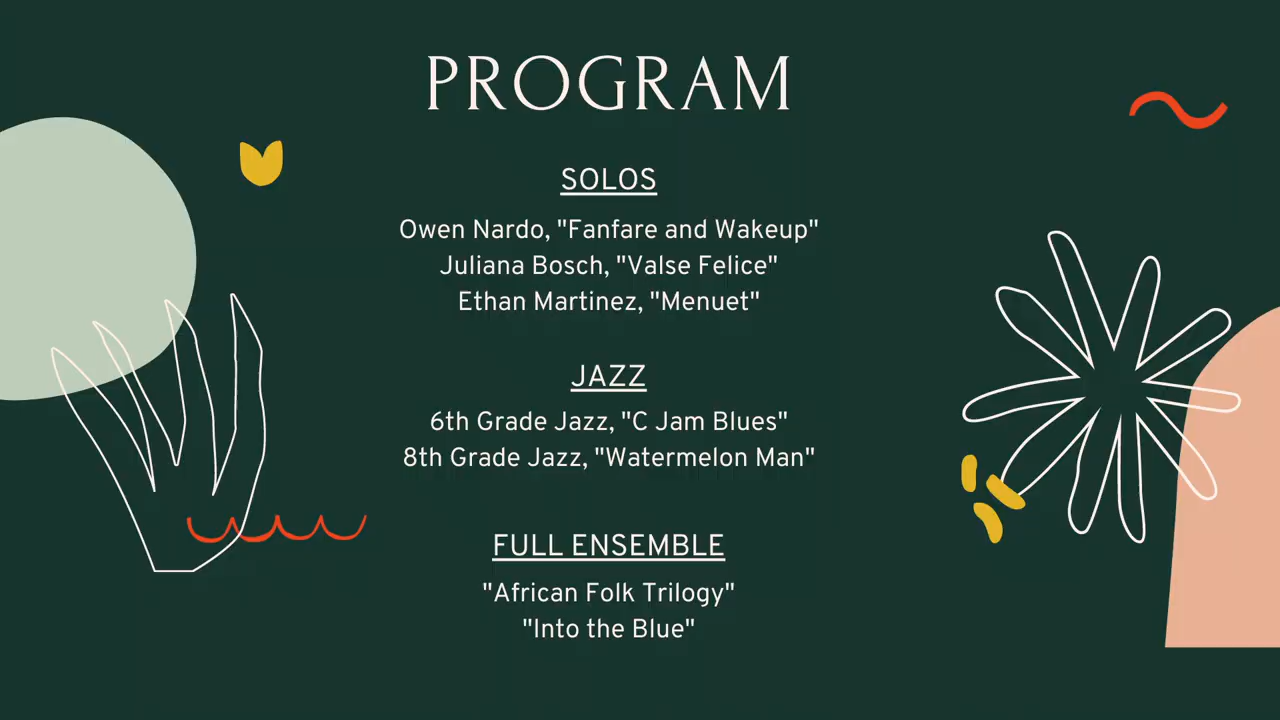 PROGRAM
SOLOS
Owen Nardo, "Fanfare and Wakeup"
Juliana Bosch, "Valse Felice"
Ethan Martinez, "Menuet"
JAZZ
6th Grade Jazz, "C Jam Blues"
8th Grade Jazz, "Watermelon Man"
FULL ENSEMBLE
"African Folk Trilogy"
"Into the Blue"